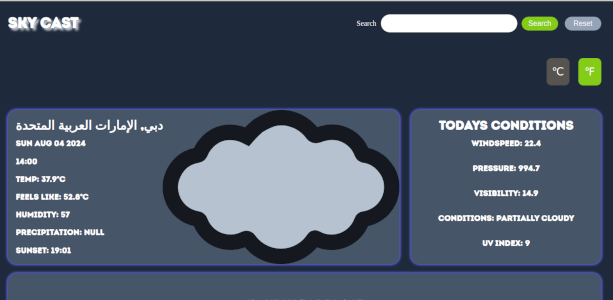 SKY CAST
Search
Search
Reset
°C
°F
دبي, الإمارات العربية المتحدة
SUN AUG 04 2024
14:00
TEMP: 37.9°C
FEELS LIKE: 52.8°C
HUMIDITY: 57
PRECIPITATION: NULL
SUNSET: 19:01
TODAYS CONDITIONS
WINDSPEED: 22.4
PRESSURE: 994.7
VISIBILITY: 14.9
CONDITIONS: PARTIALLY CLOUDY
UV INDEX: 9